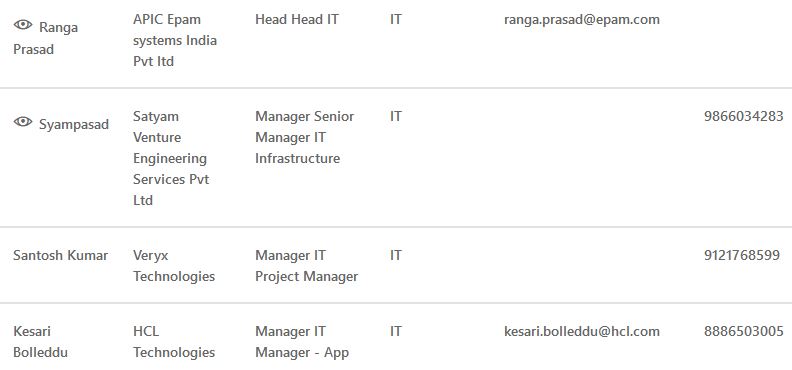 Ranga Prasad
APIC Epam systems India Pvt ltd
Head Head IT
IT
ranga.prasad@epam.com
Syampasad
Satyam Venture Engineering Services Pvt Ltd
Manager Senior Manager IT Infrastructure
IT
9866034283
Santosh Kumar
Veryx Technologies
Manager IT Project Manager
IT
9121768599
Kesari Bolleddu
HCL Technologies
Manager IT Manager - App
IT
kesari.bolleddu@hcl.com
8886503005